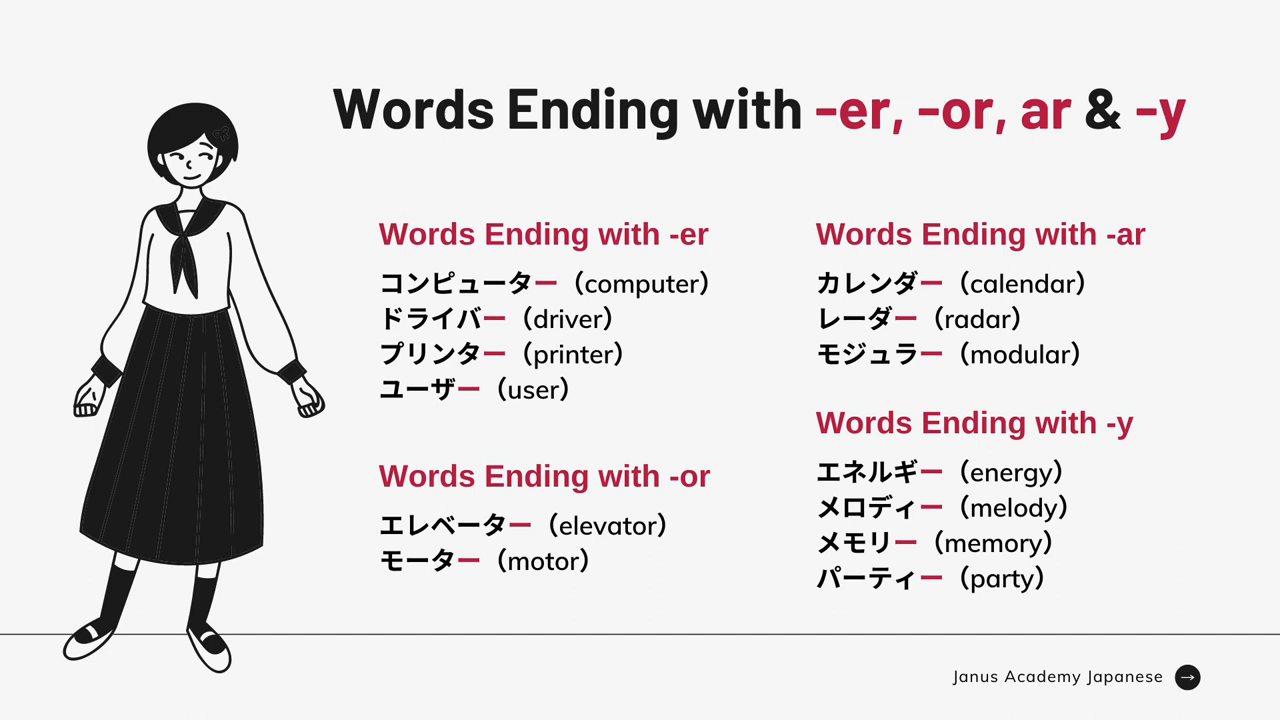 Words Ending with -er, -or, ar & -y
Words Ending with -er
コンピューター（computer）
ドライバー（driver）
プリンター（printer）
ユーザー（user）
Words Ending with -or
エレベーター（elevator）
モーター（motor）
Words Ending with -ar
カレンダー（calendar）
レーダー（radar）
モジュラー（modular）
Words Ending with -y
エネルギー（energy）
メロディー（melody）
メモリー（memory）
パーティー（party）
Janus Academy Japanese